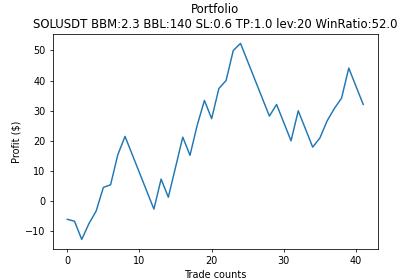 Portfolio
SOLUSDT BBM:2.3 BBL:140 SL:0.6 TP:1.0 lev:20 WinRatio:52.0
Profit ($)
50
40
30
20
10
0
−10
0 10 20 30 40
Trade counts